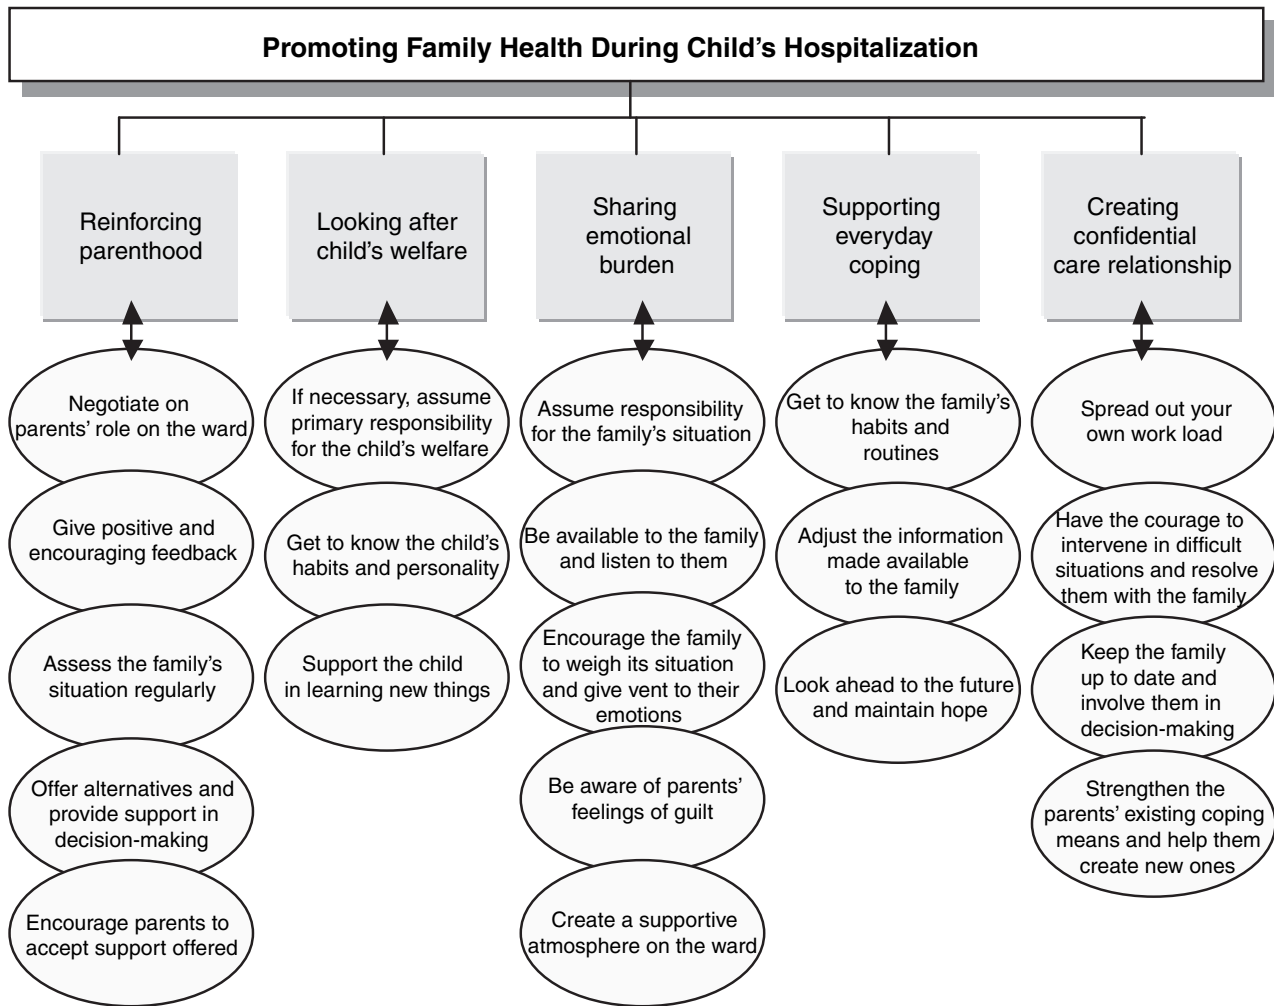 Promoting Family Health During Child's Hospitalization
Reinforcing
parenthood
Looking after
child's welfare
Sharing
emotional
burden
Supporting
everyday
coping
Creating
confidential
care relationship
Negotiate on
parents' role on the ward
Give positive and
encouraging feedback
Assess the family's
situation regularly
Offer alternatives and
provide support in
decision-making
Encourage parents to
accept support offered
If necessary, assume
primary responsibility
for the child's welfare
Get to know the child's
habits and personality
Support the child
in learning new things
Assume responsibility
for the family's situation
Be available to the family
and listen to them
Encourage the family
to weigh its situation
and give vent to their
emotions
Be aware of parents'
feelings of guilt
Create a supportive
atmosphere on the ward
Get to know the family's
habits and
routines
Adjust the information
made available
to the family
Look ahead to the future
and maintain hope
Spread out your
own work load
Have the courage to
intervene in difficult
situations and resolve
them with the family
Keep the family
up to date and
involve them in
decision-making
Strengthen the
parents' existing coping
means and help them
create new ones